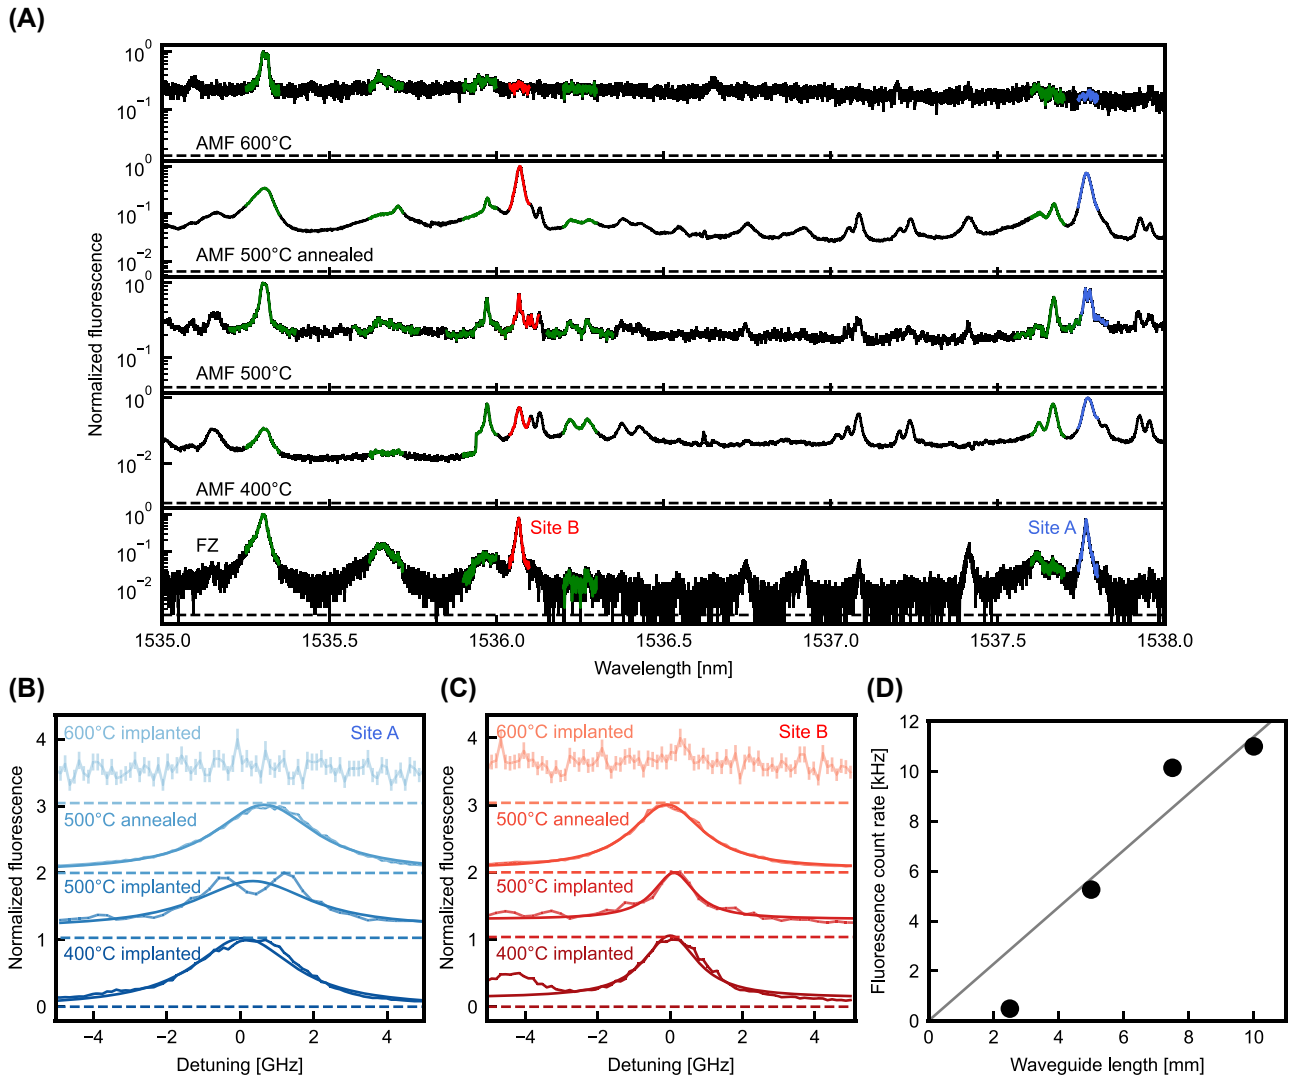 (A)
Normalized fluorescence
10⁰
10⁻¹
0
AMF 600°C
10⁰
10⁻¹
10⁻²
0
AMF 500°C annealed
10⁰
10⁻¹
0
AMF 500°C
10⁰
10⁻²
0
AMF 400°C
10⁰
10⁻¹
10⁻²
FZ
Site B
Site A
1535.0 1535.5 1536.0 1536.5 1537.0 1537.5 1538.0
Wavelength [nm]
(B)
Normalized fluorescence
4
3
2
1
0
600°C implanted
Site A
500°C annealed
500°C implanted
400°C implanted
−4 −2 0 2 4
Detuning [GHz]
(C)
Normalized fluorescence
4
3
2
1
0
600°C implanted
Site B
500°C annealed
500°C implanted
400°C implanted
−4 −2 0 2 4
Detuning [GHz]
(D)
Fluorescence count rate [kHz]
12
10
8
6
4
2
0
0 2 4 6 8 10
Waveguide length [mm]